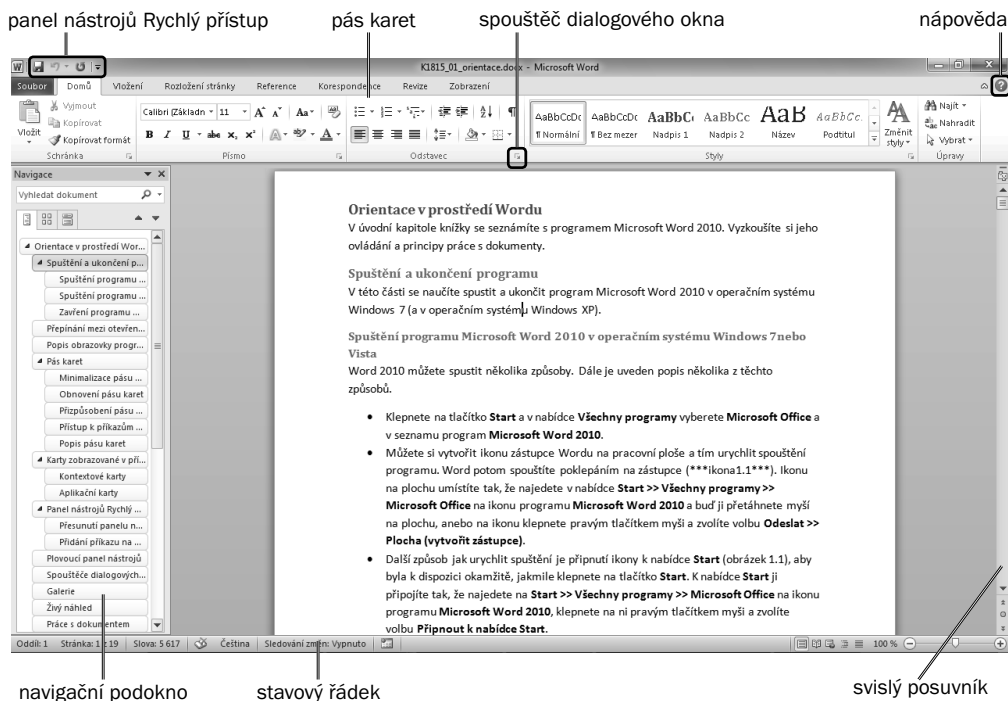 panel nástrojů Rychlý přístup
pás karet
spouštěč dialogového okna
nápověda
K1815_01_orientace.docx - Microsoft Word
Soubor Domů Vložení Rozložení stránky Reference Korespondence Revize Zobrazení
Vložit
Vyjmout
Kopírovat
Kopírovat formát
Schránka
Calibri (Základn 11
Písmo
Odstavec
AaBbCcDc AaBbCcDc AaBbCc AaBbCc AaB AaBbCc.
¶ Normální ¶ Bez mezer Nadpis 1 Nadpis 2 Název Podtitul
Změnit
styly
Styly
Najít
Nahradit
Vybrat
Úpravy
Navigace
Vyhledat dokument
Orientace v prostředí Wor...
Spuštění a ukončení p...
Spuštění programu ...
Spuštění programu ...
Zavření programu ...
Přepínání mezi otevřen...
Popis obrazovky progr...
Pás karet
Minimalizace pásu ...
Obnovení pásu karet
Přizpůsobení pásu ...
Přístup k příkazům ...
Popis pásu karet
Karty zobrazované v pří...
Kontextové karty
Aplikační karty
Panel nástrojů Rychlý ...
Přesunutí panelu n...
Přidání příkazu na ...
Plovoucí panel nástrojů
Spouštěče dialogových...
Galerie
Živý náhled
Práce s dokumentem
Orientace v prostředí Wordu
V úvodní kapitole knížky se seznámíte s programem Microsoft Word 2010. Vyzkoušíte si jeho
ovládání a principy práce s dokumenty.
Spuštění a ukončení programu
V této části se naučíte spustit a ukončit program Microsoft Word 2010 v operačním systému
Windows 7 (a v operačním systému Windows XP).
Spuštění programu Microsoft Word 2010 v operačním systému Windows 7nebo
Vista
Word 2010 můžete spustit několika způsoby. Dále je uveden popis několika z těchto
způsobů.
• Klepnete na tlačítko Start a v nabídce Všechny programy vyberete Microsoft Office a
v seznamu program Microsoft Word 2010.
• Můžete si vytvořit ikonu zástupce Wordu na pracovní ploše a tím urychlit spouštění
programu. Word potom spouštíte poklepáním na zástupce (***ikona1.1***). Ikonu
na plochu umístíte tak, že najedete v nabídce Start >> Všechny programy >>
Microsoft Office na ikonu programu Microsoft Word 2010 a buď ji přetáhnete myší
na plochu, anebo na ikonu klepnete pravým tlačítkem myši a zvolíte volbu Odeslat >>
Plocha (vytvořit zástupce).
• Další způsob jak urychlit spuštění je připnutí ikony k nabídce Start (obrázek 1.1), aby
byla k dispozici okamžitě, jakmile klepnete na tlačítko Start. K nabídce Start ji
připojíte tak, že najedete na Start >> Všechny programy >> Microsoft Office na ikonu
programu Microsoft Word 2010, klepnete na ni pravým tlačítkem myši a zvolíte
volbu Připnout k nabídce Start.
Oddíl: 1 Stránka: 1 z 19 Slova: 5 617 Čeština Sledování změn: Vypnuto 100 %
navigační podokno
stavový řádek
svislý posuvník